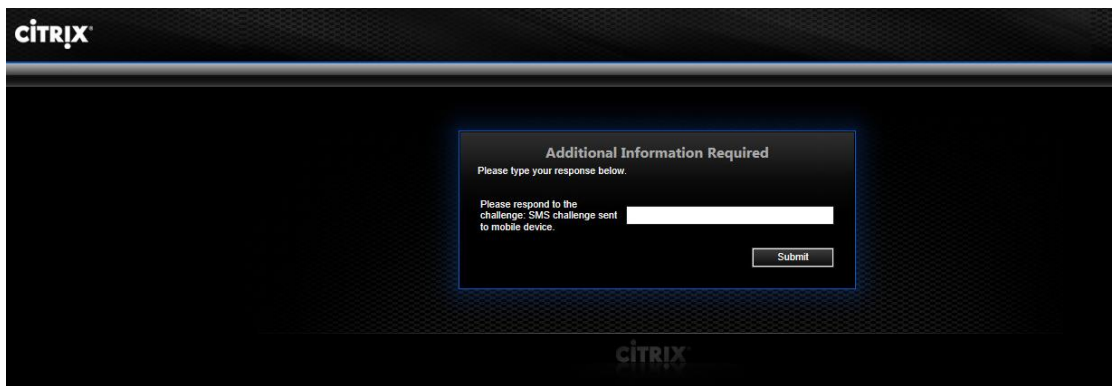 CITRIX
Additional Information Required
Please type your response below.
Please respond to the
challenge: SMS challenge sent
to mobile device.
Submit
CITRIX